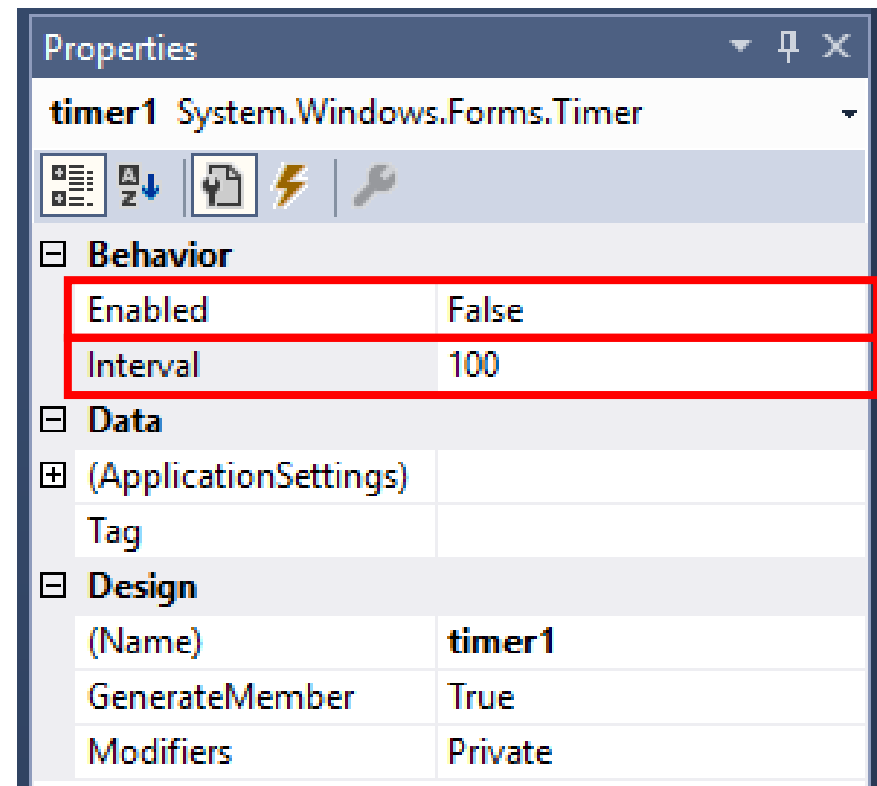 Properties
timer1 System.Windows.Forms.Timer
Behavior
Enabled False
Interval 100
Data
(ApplicationSettings)
Tag
Design
(Name) timer1
GenerateMember True
Modifiers Private